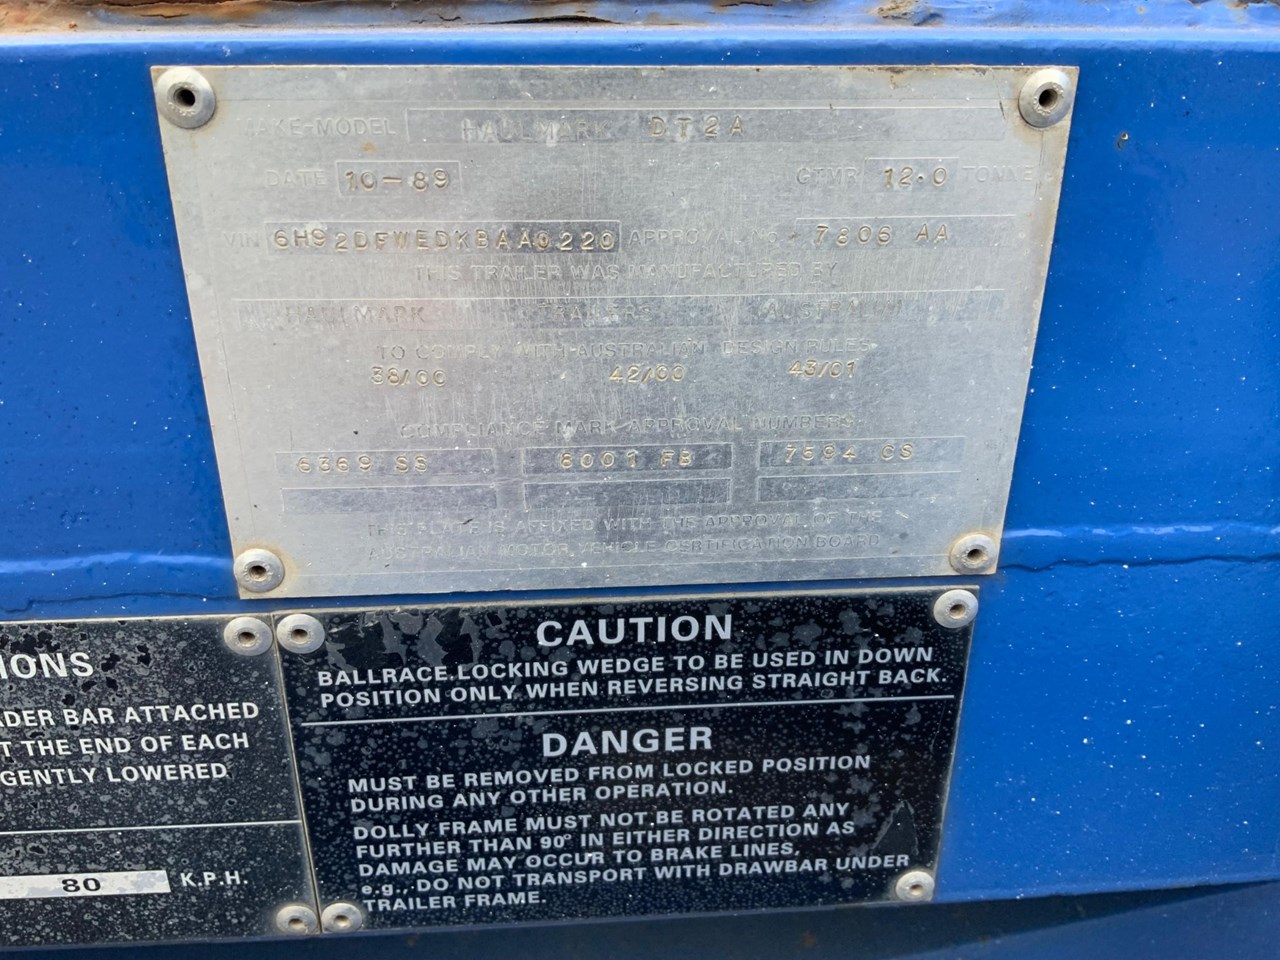 MAKE-MODEL HALLMARK DT2A
DATE 10-89 GTMR 12.0 TONNE
VIN 6H92DFWEDKBAA0220 APPROVAL No. 7806 AA
THIS TRAILER WAS MANUFACTURED BY
HALLMARK TRAILERS AUSTRALIA
TO COMPLY WITH AUSTRALIAN DESIGN RULES
38/00 42/00 43/01
COMPLIANCE MARK APPROVAL NUMBERS
6369 SS 6001 FB 7594 CS
THIS PLATE IS AFFIXED WITH THE APPROVAL OF THE
AUSTRALIAN MOTOR VEHICLE CERTIFICATION BOARD
IONS
ADER BAR ATTACHED
T THE END OF EACH
GENTLY LOWERED
80 K.P.H.
CAUTION
BALLRACE LOCKING WEDGE TO BE USED IN DOWN
POSITION ONLY WHEN REVERSING STRAIGHT BACK.
DANGER
MUST BE REMOVED FROM LOCKED POSITION
DURING ANY OTHER OPERATION.
DOLLY FRAME MUST NOT BE ROTATED ANY
FURTHER THAN 90° IN EITHER DIRECTION AS
DAMAGE MAY OCCUR TO BRAKE LINES,
e.g., DO NOT TRANSPORT WITH DRAWBAR UNDER
TRAILER FRAME.